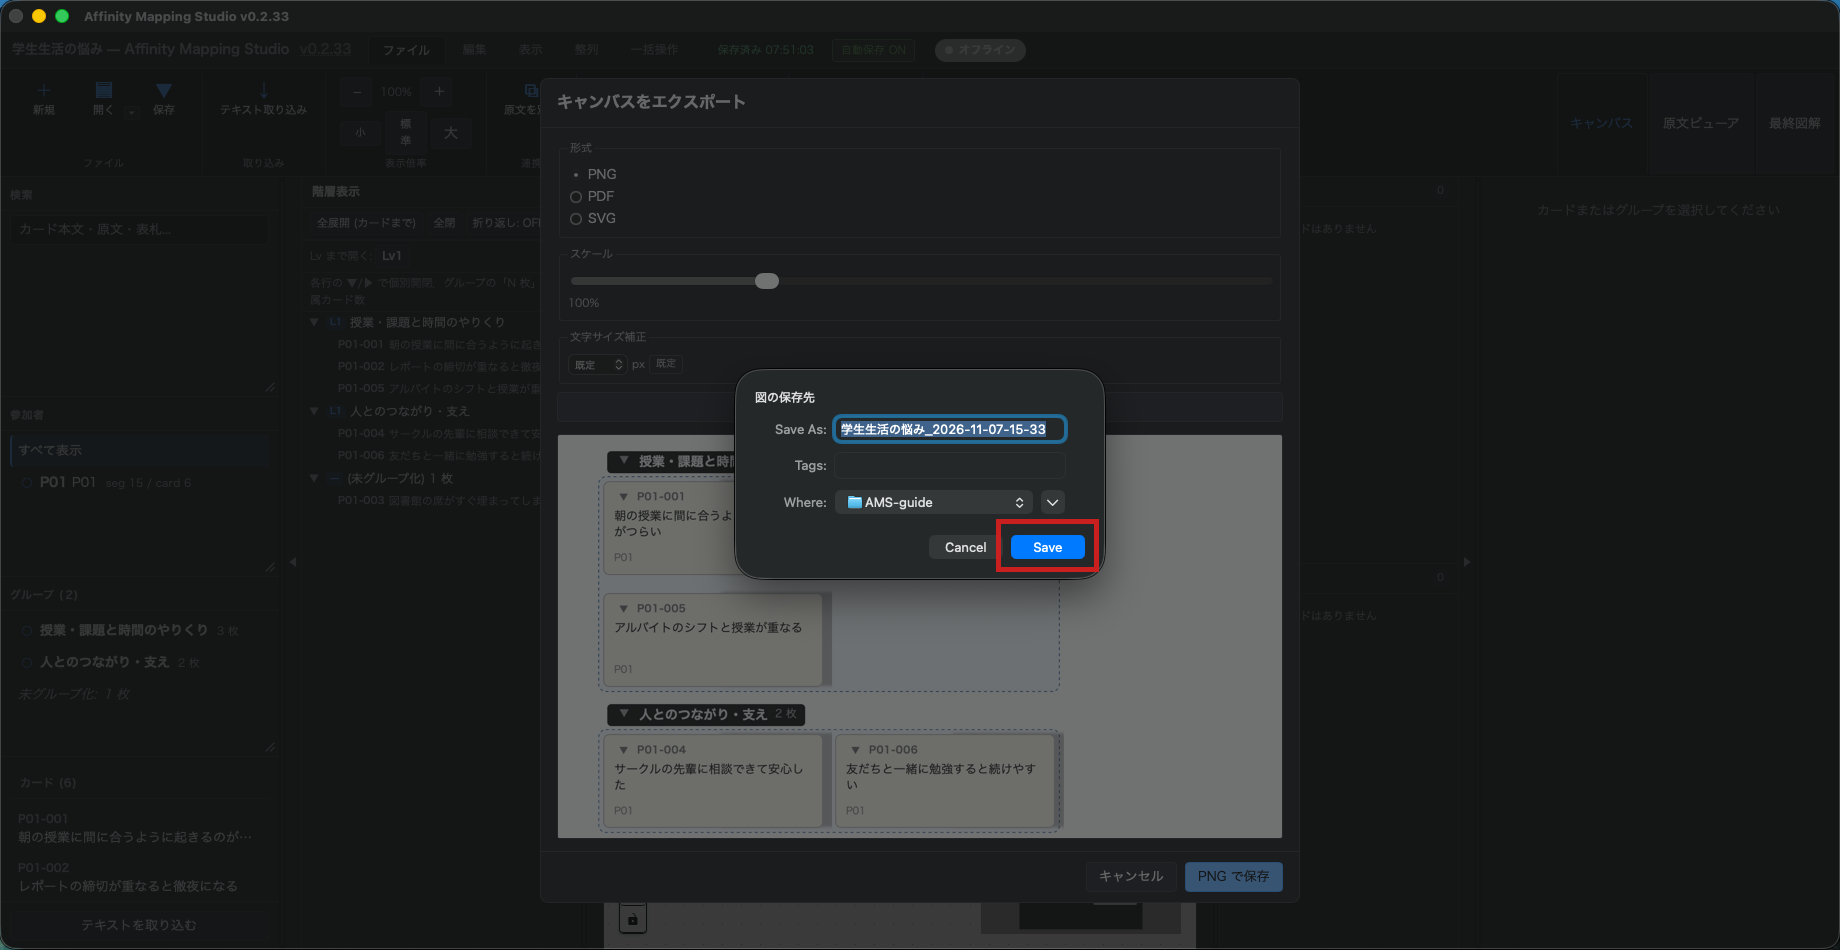 Affinity Mapping Studio v0.2.33
学生生活の悩み — Affinity Mapping Studio v0.2.33
ファイル 編集 表示 整列 一括操作
保存済み 07:51:03
自動保存 ON
オフライン
新規 開く 保存
ファイル
テキスト取り込み
取り込み
− 100% +
小 標準 大
表示倍率
原文を
連携
キャンバス 原文ビューア 最終図解
検索
カード本文・原文・表札...
参加者
すべて表示
P01 P01 seg 15 / card 6
グループ (2)
授業・課題と時間のやりくり 3 枚
人とのつながり・支え 2 枚
未グループ化: 1 枚
カード (6)
P01-001
朝の授業に間に合うように起きるのが…
P01-002
レポートの締切が重なると徹夜になる
テキストを取り込む
階層表示
全展開 (カードまで) 全閉 折り返し: OF
Lv まで開く: Lv1
各行の ▼/▶ で個別開閉。グループの「N 枚」
属カード数
▼ L1 授業・課題と時間のやりくり
P01-001 朝の授業に間に合うように起き
P01-002 レポートの締切が重なると徹夜
P01-005 アルバイトのシフトと授業が重
▼ L1 人とのつながり・支え
P01-004 サークルの先輩に相談できて安
P01-006 友だちと一緒に勉強すると続け
▼ — (未グループ化) 1 枚
P01-003 図書館の席がすぐ埋まってしま
キャンバスをエクスポート
形式
PNG
PDF
SVG
スケール
100%
文字サイズ補正
既定 px 既定
図の保存先
Save As: 学生生活の悩み_2026-11-07-15-33
Tags:
Where: AMS-guide
Cancel Save
▼ 授業・課題と時
▼ P01-001
朝の授業に間に合うよ
がつらい
P01
▼ P01-005
アルバイトのシフトと授業が重なる
P01
▼ 人とのつながり・支え 2 枚
▼ P01-004
サークルの先輩に相談できて安心し
た
P01
▼ P01-006
友だちと一緒に勉強すると続けやす
い
P01
キャンセル PNG で保存
0
ドはありません
0
ドはありません
カードまたはグループを選択してください